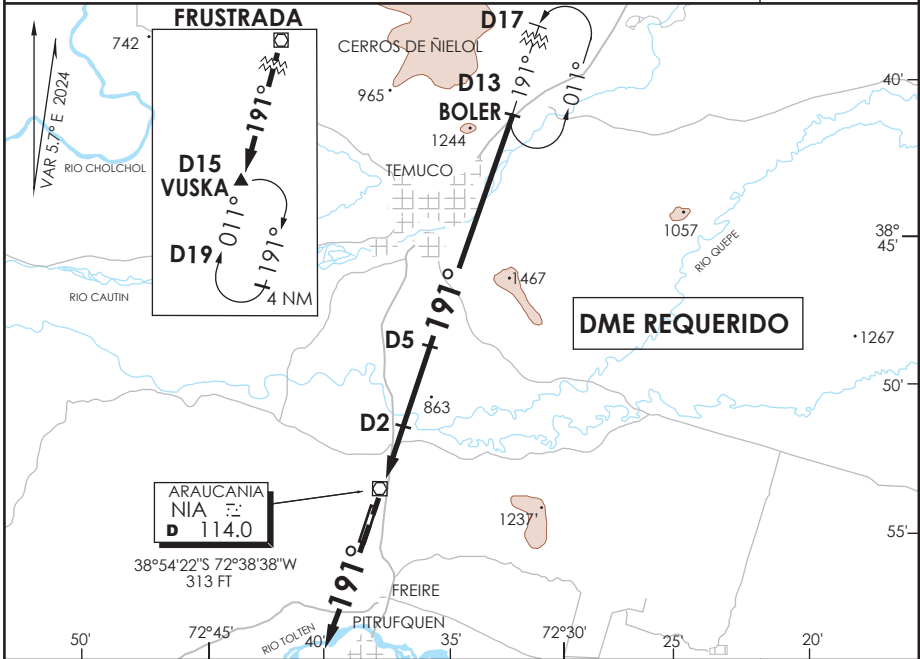 FRUSTRADA
742
VAR 5.7° E 2024
RIO CHOLCHOL
191°
D15
VUSKA
011°
D19
191°
4 NM
RIO CAUTIN
CERROS DE ÑIELOL
965
D17
191°
011°
D13
BOLER
1244
TEMUCO
40'
1057
RIO QUEPE
38°
45'
1467
191°
DME REQUERIDO
1267
D5
50'
863
D2
ARAUCANIA
NIA
D 114.0
38°54'22"S 72°38'38"W
313 FT
1237'
55'
191°
FREIRE
PITRUFQUEN
RIO TOLTEN
50'
72°45'
40'
35'
72°30'
25'
20'